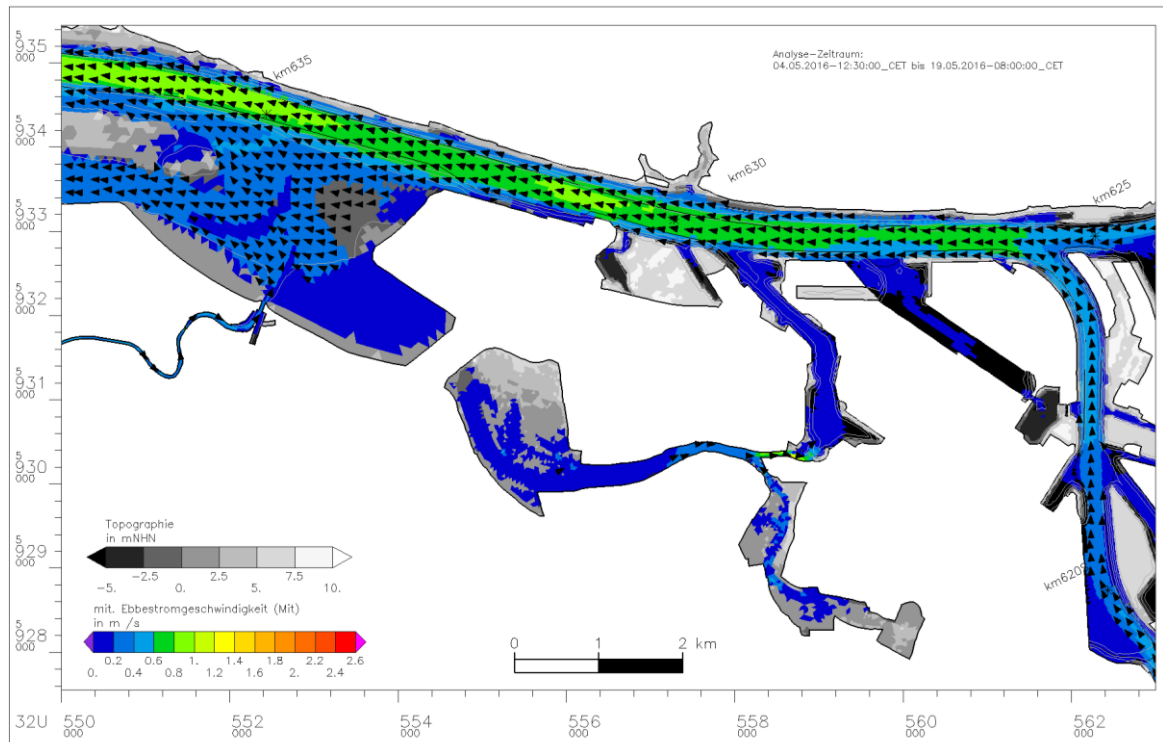 Analyse-Zeitraum:
04.05.2016-12:30:00_CET bis 19.05.2016-08:00:00_CET
5
935
000
km635
5
934
000
km630
km625
5
933
000
5
932
000
5
931
000
5
930
000
5
929
000
km620S
5
928
000
Topographie
in mNHN
-5. -2.5 0. 2.5 5. 7.5 10.
mit. Ebbestromgeschwindigkeit (Mit)
in m /s
0. 0.2 0.4 0.6 0.8 1. 1.2 1.4 1.6 1.8 2. 2.2 2.4 2.6
0 1 2 km
32U 550 552 554 556 558 560 562
000 000 000 000 000 000 000